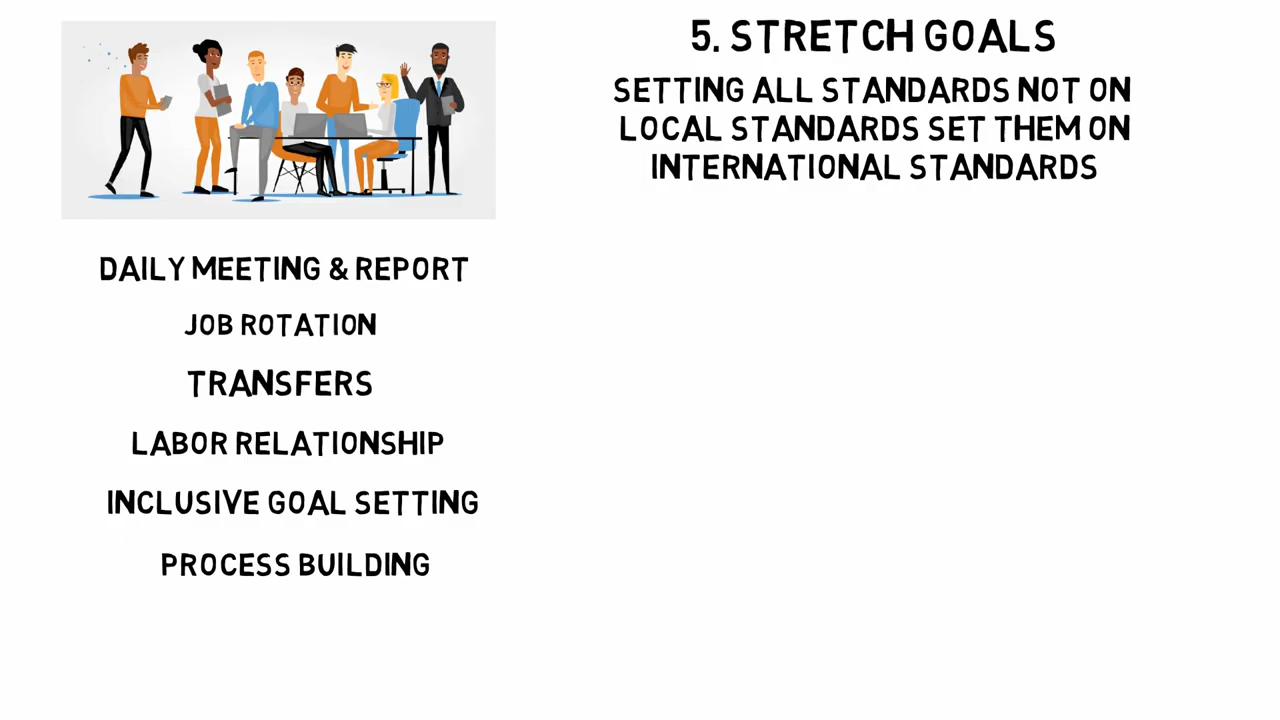 DAILY MEETING & REPORT
JOB ROTATION
TRANSFERS
LABOR RELATIONSHIP
INCLUSIVE GOAL SETTING
PROCESS BUILDING
5. STRETCH GOALS
SETTING ALL STANDARDS NOT ON
LOCAL STANDARDS SET THEM ON
INTERNATIONAL STANDARDS